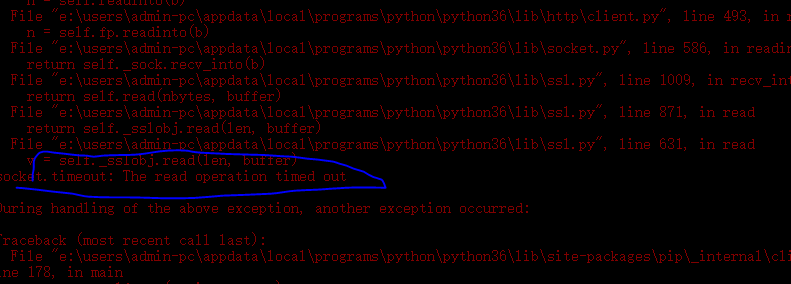 n = self.readinto(b)
File "e:\users\admin-pc\appdata\local\programs\python\python36\lib\http\client.py", line 493, in
n = self.fp.readinto(b)
File "e:\users\admin-pc\appdata\local\programs\python\python36\lib\socket.py", line 586, in readin
return self._sock.recv_into(b)
File "e:\users\admin-pc\appdata\local\programs\python\python36\lib\ssl.py", line 1009, in recv_int
return self.read(nbytes, buffer)
File "e:\users\admin-pc\appdata\local\programs\python\python36\lib\ssl.py", line 871, in read
return self._sslobj.read(len, buffer)
File "e:\users\admin-pc\appdata\local\programs\python\python36\lib\ssl.py", line 631, in read
v = self._sslobj.read(len, buffer)
socket.timeout: The read operation timed out
During handling of the above exception, another exception occurred:
Traceback (most recent call last):
File "e:\users\admin-pc\appdata\local\programs\python\python36\lib\site-packages\pip\_internal\cli
ine 178, in main